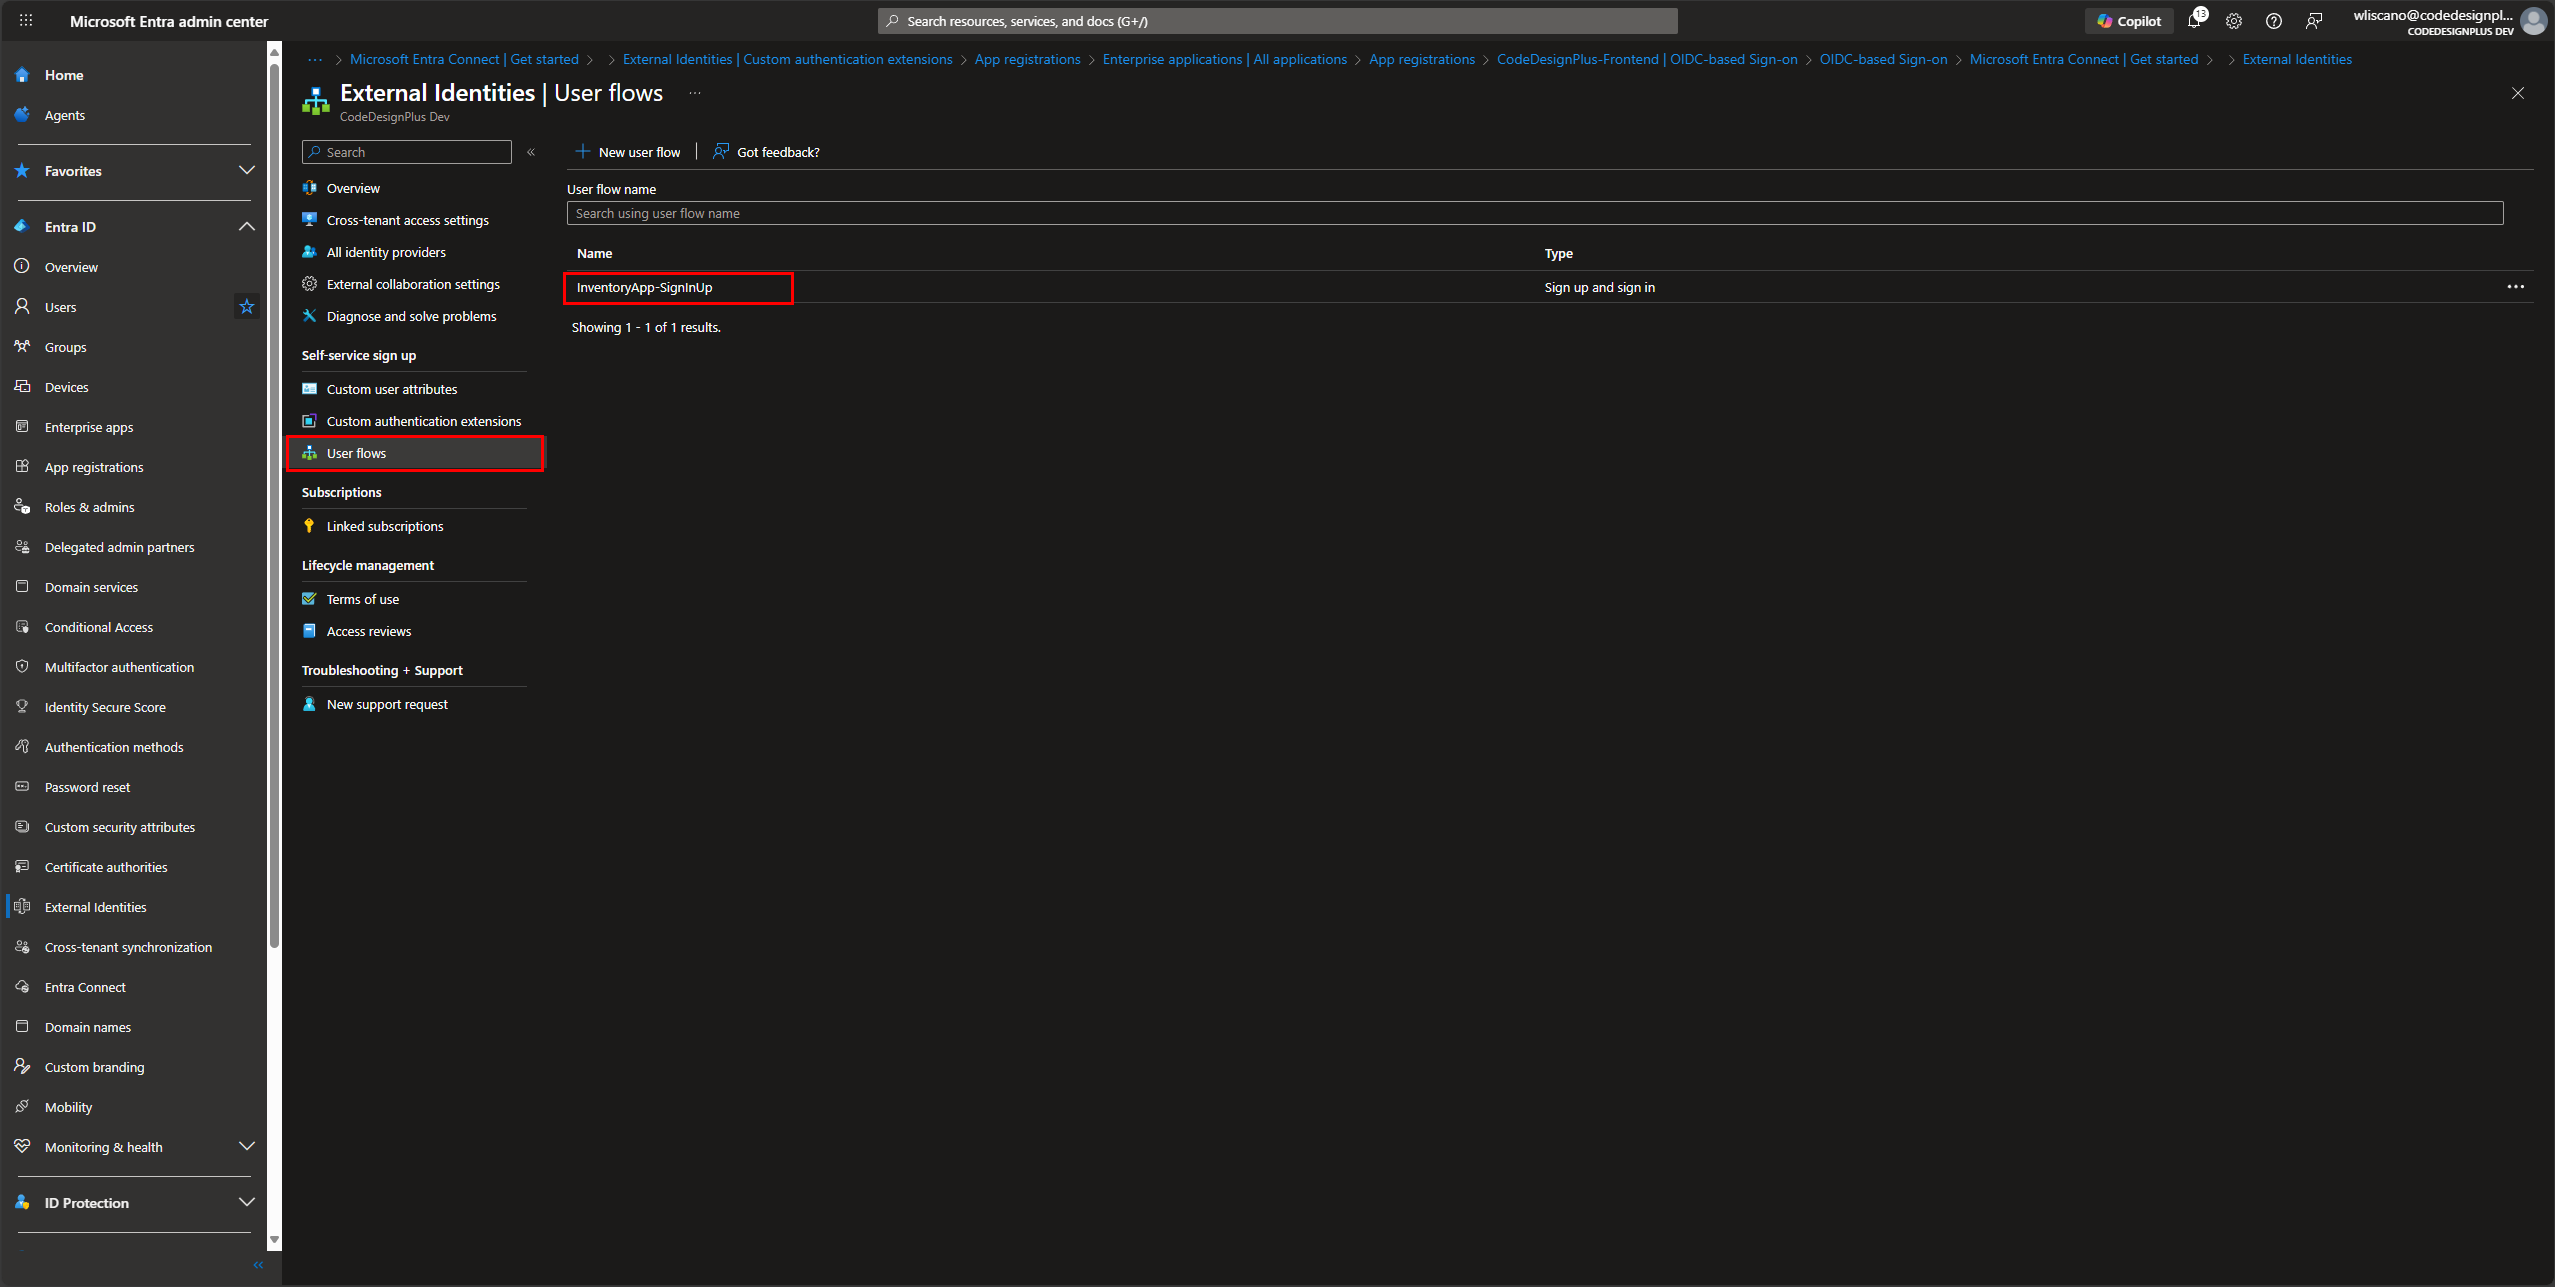 Microsoft Entra admin center
Search resources, services, and docs (G+/)
Copilot
13
wliscano@codedesignpl...
CODEDESIGNPLUS DEV
Home
Agents
Favorites
Entra ID
Overview
Users
Groups
Devices
Enterprise apps
App registrations
Roles & admins
Delegated admin partners
Domain services
Conditional Access
Multifactor authentication
Identity Secure Score
Authentication methods
Password reset
Custom security attributes
Certificate authorities
External Identities
Cross-tenant synchronization
Entra Connect
Domain names
Custom branding
Mobility
Monitoring & health
ID Protection
... > Microsoft Entra Connect | Get started > > External Identities | Custom authentication extensions > App registrations > Enterprise applications | All applications > App registrations > CodeDesignPlus-Frontend | OIDC-based Sign-on > OIDC-based Sign-on > Microsoft Entra Connect | Get started > > External Identities
External Identities | User flows ...
CodeDesignPlus Dev
Search
Overview
Cross-tenant access settings
All identity providers
External collaboration settings
Diagnose and solve problems
Self-service sign up
Custom user attributes
Custom authentication extensions
User flows
Subscriptions
Linked subscriptions
Lifecycle management
Terms of use
Access reviews
Troubleshooting + Support
New support request
New user flow
Got feedback?
User flow name
Search using user flow name
Name Type
InventoryApp-SignInUp Sign up and sign in ...
Showing 1 - 1 of 1 results.